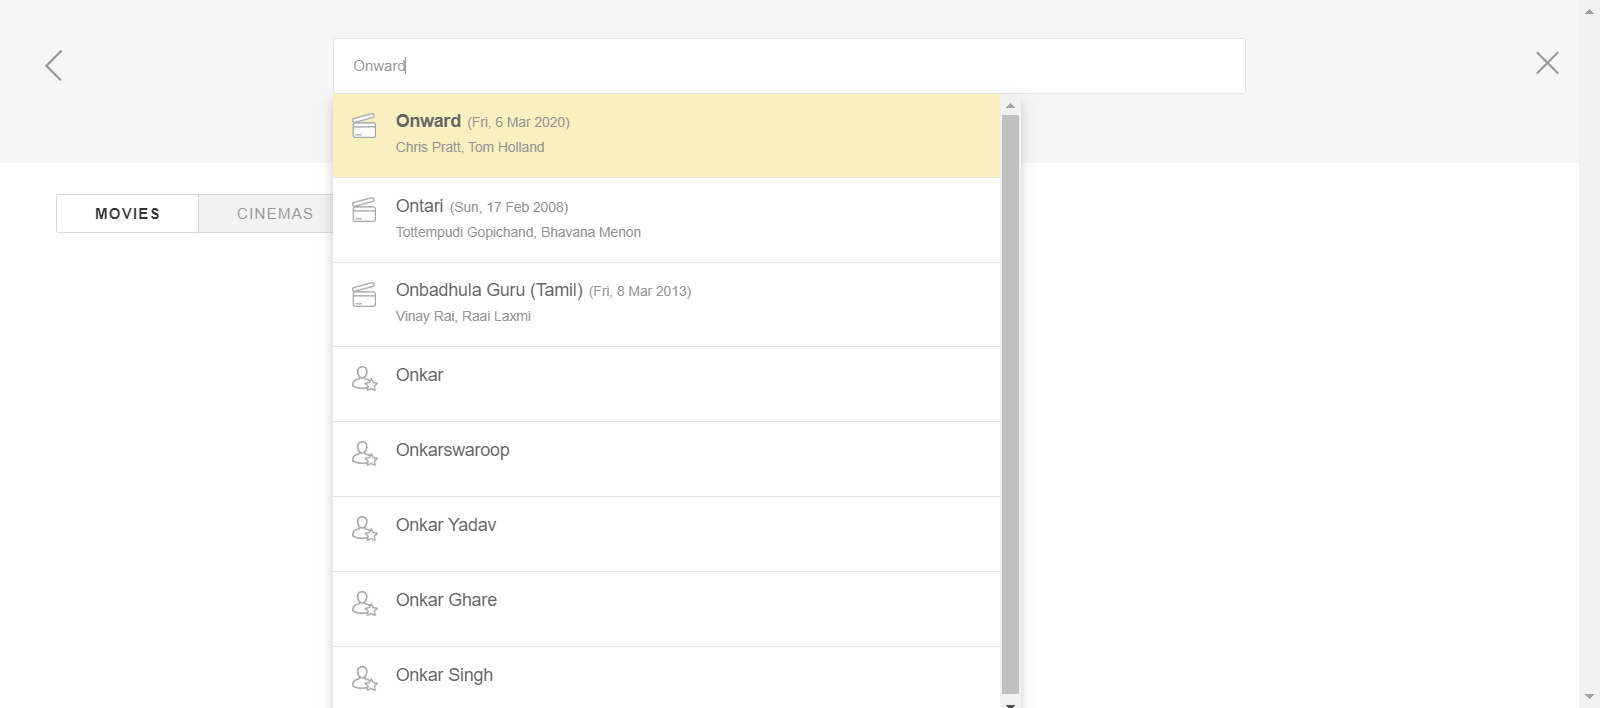 Onward
Onward (Fri, 6 Mar 2020)
Chris Pratt, Tom Holland
MOVIES
CINEMAS
Ontari (Sun, 17 Feb 2008)
Tottempudi Gopichand, Bhavana Menon
Onbadhula Guru (Tamil) (Fri, 8 Mar 2013)
Vinay Rai, Raai Laxmi
Onkar
Onkarswaroop
Onkar Yadav
Onkar Ghare
Onkar Singh